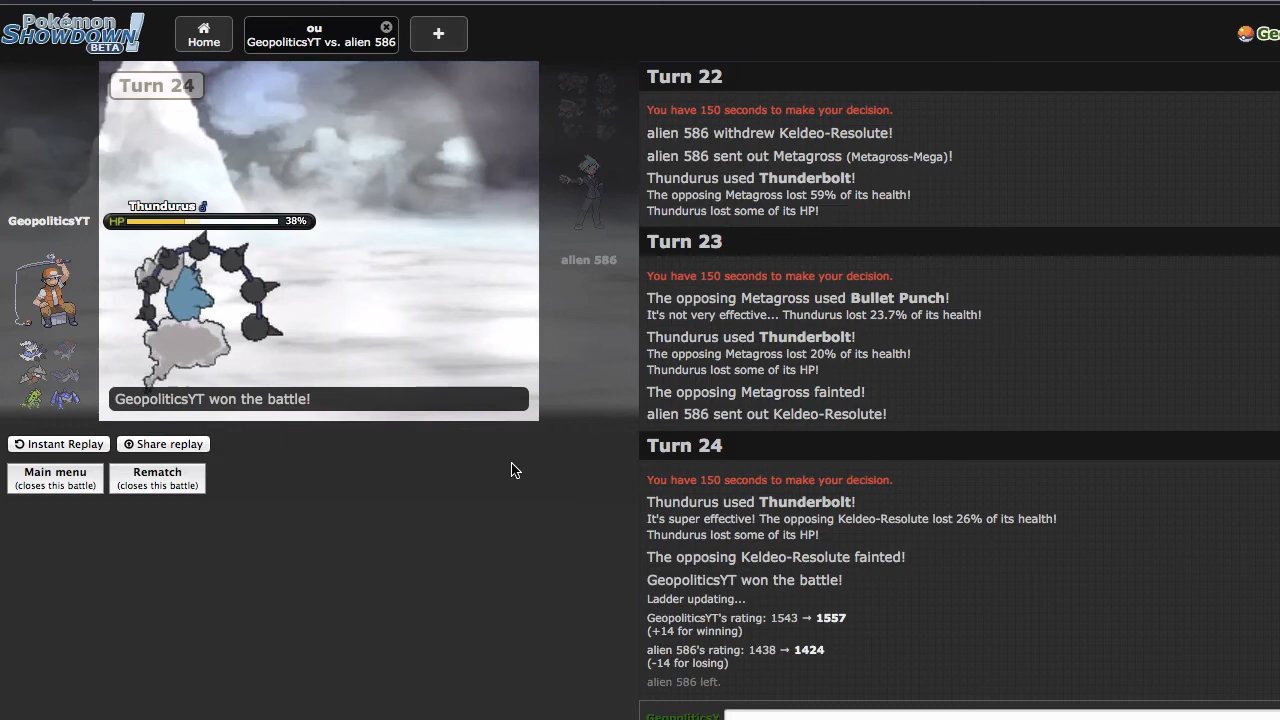 Pokémon
SHOWDOWN!
BETA
Home
ou
GeopoliticsYT vs. alien 586
+
Turn 24
Thundurus ♂
HP 38%
GeopoliticsYT
alien 586
GeopoliticsYT won the battle!
Instant Replay
Share replay
Main menu
(closes this battle)
Rematch
(closes this battle)
Turn 22
You have 150 seconds to make your decision.
alien 586 withdrew Keldeo-Resolute!
alien 586 sent out Metagross (Metagross-Mega)!
Thundurus used Thunderbolt!
The opposing Metagross lost 59% of its health!
Thundurus lost some of its HP!
Turn 23
You have 150 seconds to make your decision.
The opposing Metagross used Bullet Punch!
It's not very effective... Thundurus lost 23.7% of its health!
Thundurus used Thunderbolt!
The opposing Metagross lost 20% of its health!
Thundurus lost some of its HP!
The opposing Metagross fainted!
alien 586 sent out Keldeo-Resolute!
Turn 24
You have 150 seconds to make your decision.
Thundurus used Thunderbolt!
It's super effective! The opposing Keldeo-Resolute lost 26% of its health!
Thundurus lost some of its HP!
The opposing Keldeo-Resolute fainted!
GeopoliticsYT won the battle!
Ladder updating...
GeopoliticsYT's rating: 1543 → 1557
(+14 for winning)
alien 586's rating: 1438 → 1424
(-14 for losing)
alien 586 left.